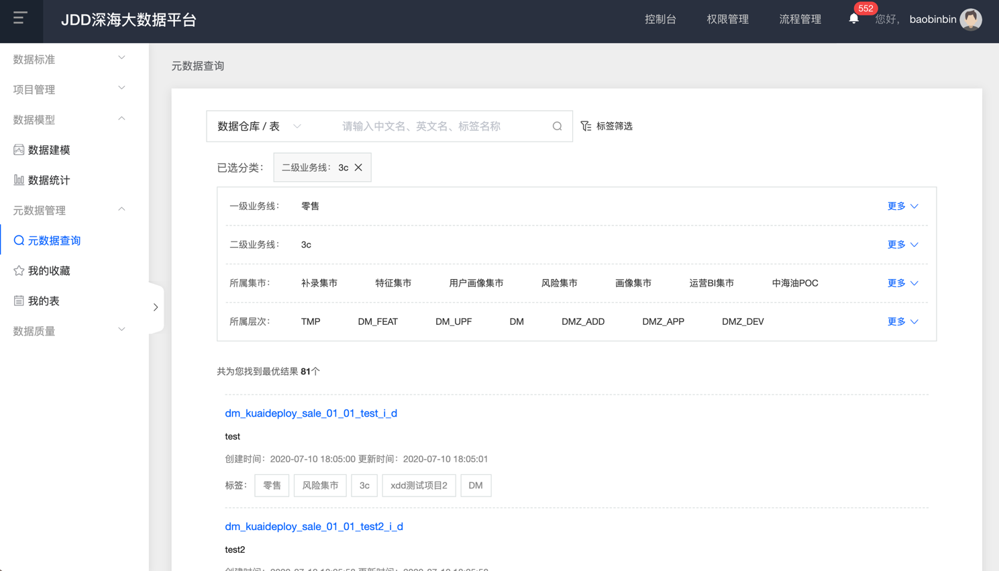 JDD深海大数据平台
控制台 权限管理 流程管理 552 您好， baobinbin
数据标准
项目管理
数据模型
数据建模
数据统计
元数据管理
元数据查询
我的收藏
我的表
数据质量
元数据查询
数据仓库 / 表 请输入中文名、英文名、标签名称 标签筛选
已选分类： 二级业务线： 3c
一级业务线： 零售 更多
二级业务线： 3c 更多
所属集市： 补录集市 特征集市 用户画像集市 风险集市 画像集市 运营BI集市 中海油POC 更多
所属层次： TMP DM_FEAT DM_UPF DM DMZ_ADD DMZ_APP DMZ_DEV 更多
共为您找到最优结果 81个
dm_kuaideploy_sale_01_01_test_i_d
test
创建时间：2020-07-10 18:05:00 更新时间：2020-07-10 18:05:01
标签： 零售 风险集市 3c xdd测试项目2 DM
dm_kuaideploy_sale_01_01_test2_i_d
test2